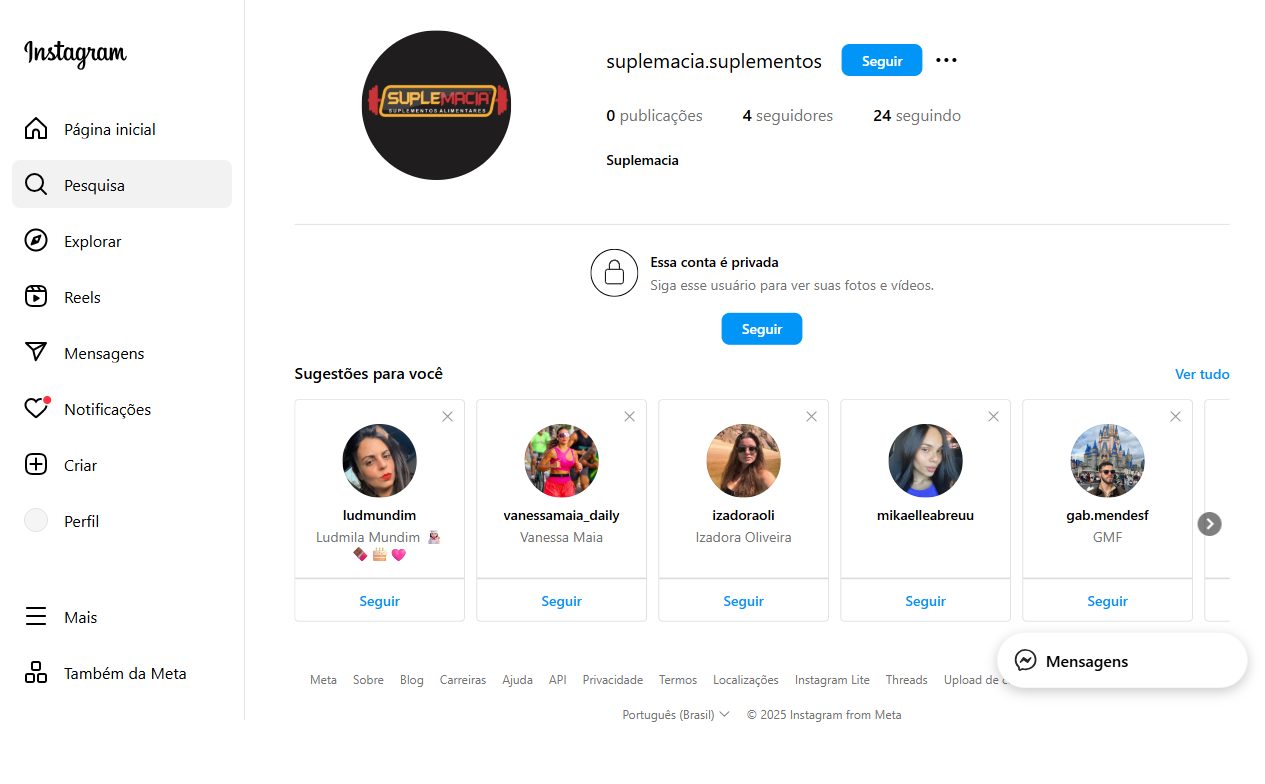 Instagram
Página inicial
Pesquisa
Explorar
Reels
Mensagens
Notificações
Criar
Perfil
Mais
Também da Meta
SUPLEMACIA
SUPLEMENTOS ALIMENTARES
suplemacia.suplementos
Seguir
0 publicações 4 seguidores 24 seguindo
Suplemacia
Essa conta é privada
Siga esse usuário para ver suas fotos e vídeos.
Seguir
Sugestões para você
Ver tudo
ludmundim
Ludmila Mundim
Seguir
vanessamaia_daily
Vanessa Maia
Seguir
izadoraoli
Izadora Oliveira
Seguir
mikaelleabreuu
Seguir
gab.mendesf
GMF
Seguir
Mensagens
Meta Sobre Blog Carreiras Ajuda API Privacidade Termos Localizações Instagram Lite Threads Upload de
Português (Brasil) © 2025 Instagram from Meta